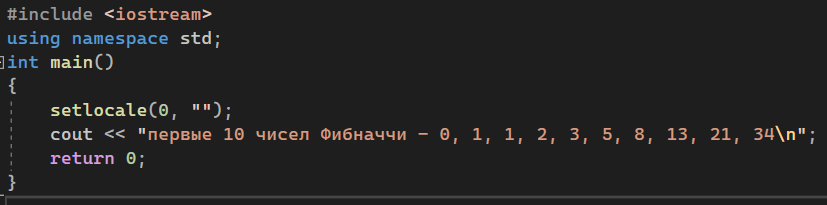 #include <iostream>
using namespace std;
int main()
{
    setlocale(0, "");
    cout << "первые 10 чисел Фибначчи - 0, 1, 1, 2, 3, 5, 8, 13, 21, 34\n";
    return 0;
}